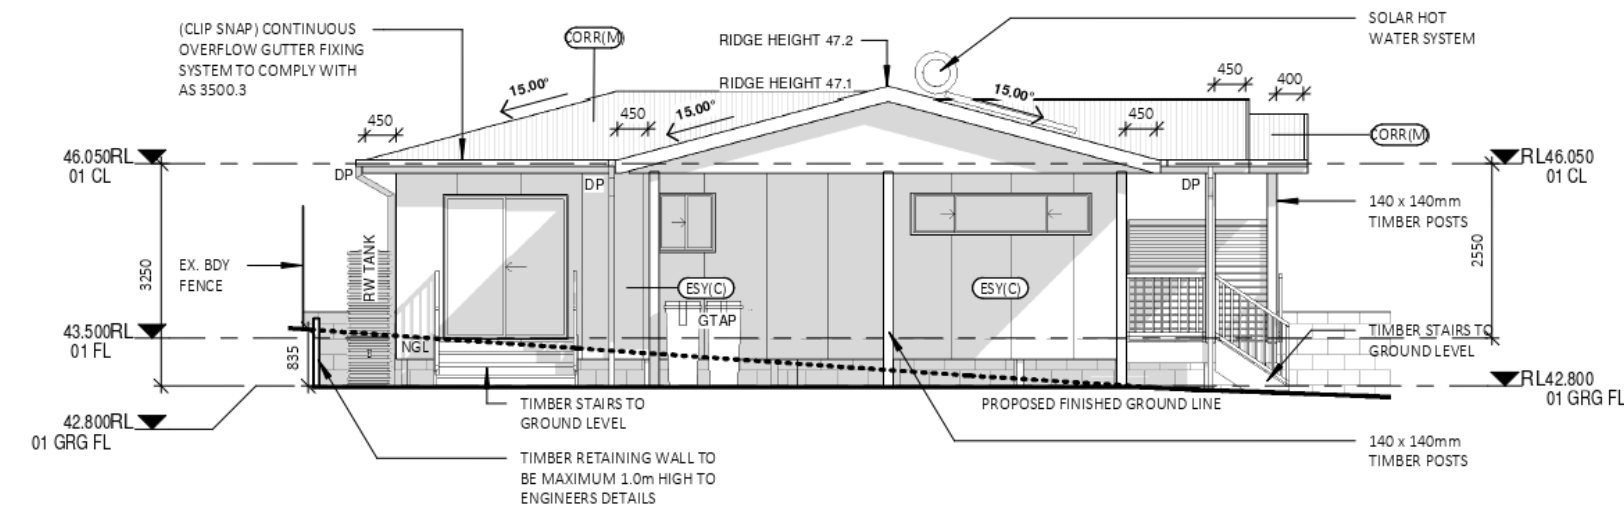 (CLIP SNAP) CONTINUOUS
OVERFLOW GUTTER FIXING
SYSTEM TO COMPLY WITH
AS 3500.3
CORR(M)
RIDGE HEIGHT 47.2
RIDGE HEIGHT 47.1
SOLAR HOT
WATER SYSTEM
15.00°
15.00°
15.00°
450
450
450
450
400
CORR(M)
46.050RL
01 CL
RL46.050
01 CL
DP
DP
DP
140 x 140mm
TIMBER POSTS
3250
2550
EX. BDY
FENCE
RW TANK
ESY(C)
ESY(C)
GTAP
43.500RL
01 FL
NGL
835
TIMBER STAIRS TO
GROUND LEVEL
RL42.800
01 GRG FL
42.800RL
01 GRG FL
TIMBER STAIRS TO
GROUND LEVEL
PROPOSED FINISHED GROUND LINE
TIMBER RETAINING WALL TO
BE MAXIMUM 1.0m HIGH TO
ENGINEERS DETAILS
140 x 140mm
TIMBER POSTS